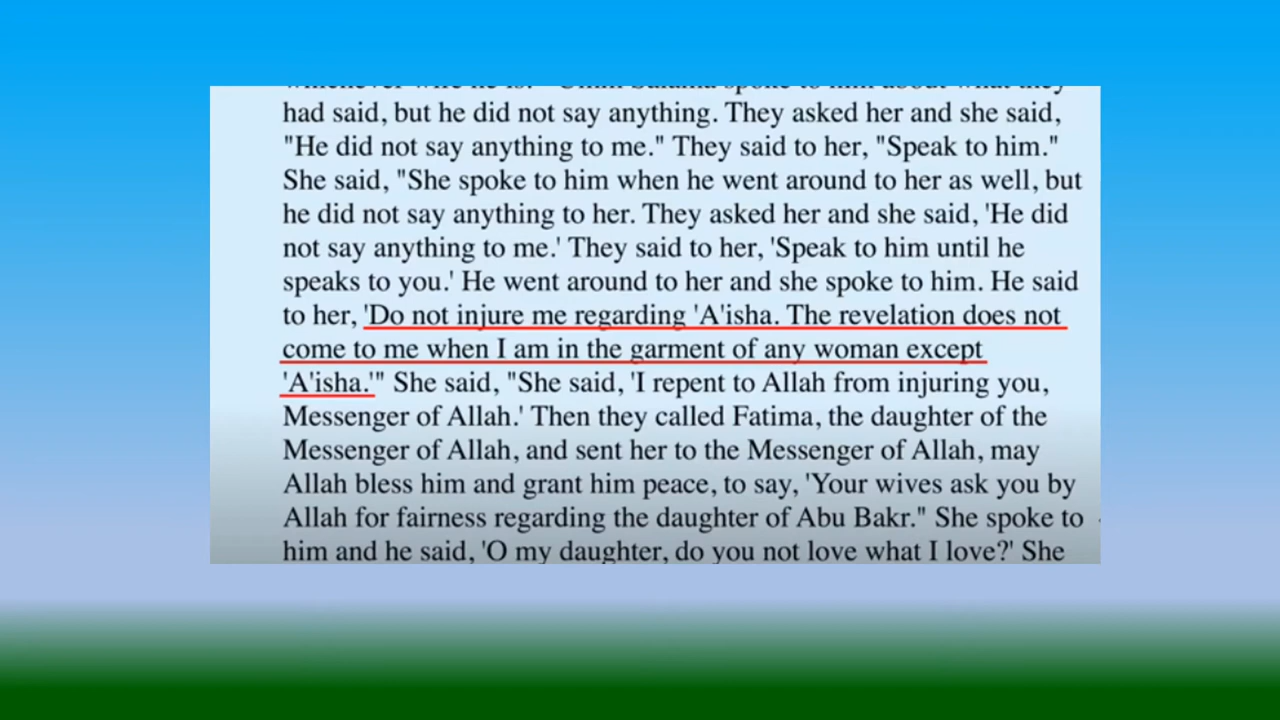 had said, but he did not say anything. They asked her and she said,
"He did not say anything to me." They said to her, "Speak to him."
She said, "She spoke to him when he went around to her as well, but
he did not say anything to her. They asked her and she said, 'He did
not say anything to me.' They said to her, 'Speak to him until he
speaks to you.' He went around to her and she spoke to him. He said
to her, 'Do not injure me regarding 'A'isha. The revelation does not
come to me when I am in the garment of any woman except
'A'isha.'" She said, "She said, 'I repent to Allah from injuring you,
Messenger of Allah.' Then they called Fatima, the daughter of the
Messenger of Allah, and sent her to the Messenger of Allah, may
Allah bless him and grant him peace, to say, 'Your wives ask you by
Allah for fairness regarding the daughter of Abu Bakr." She spoke to
him and he said, 'O my daughter, do you not love what I love?' She